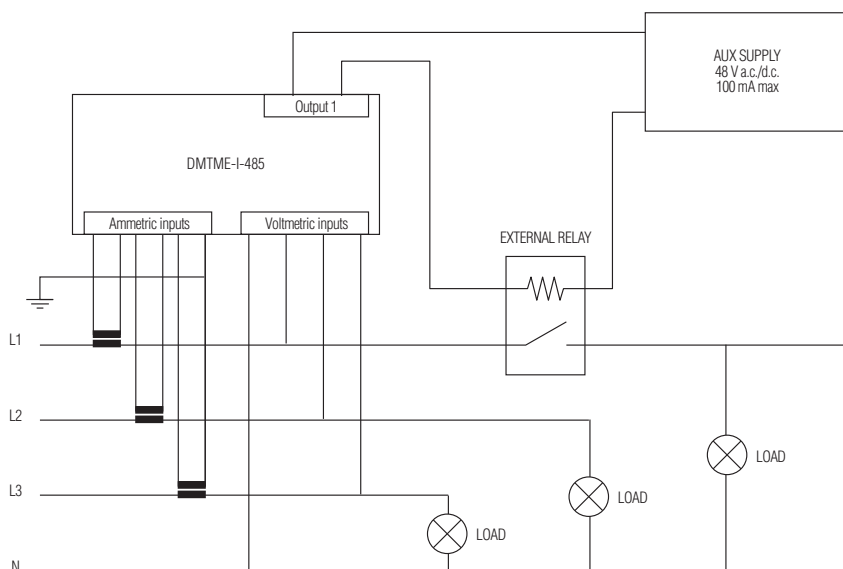 AUX SUPPLY
48 V a.c./d.c.
100 mA max
Output 1
DMTME-I-485
Ammetric inputs
Voltmetric inputs
EXTERNAL RELAY
L1
L2
LOAD
L3
LOAD
LOAD
N